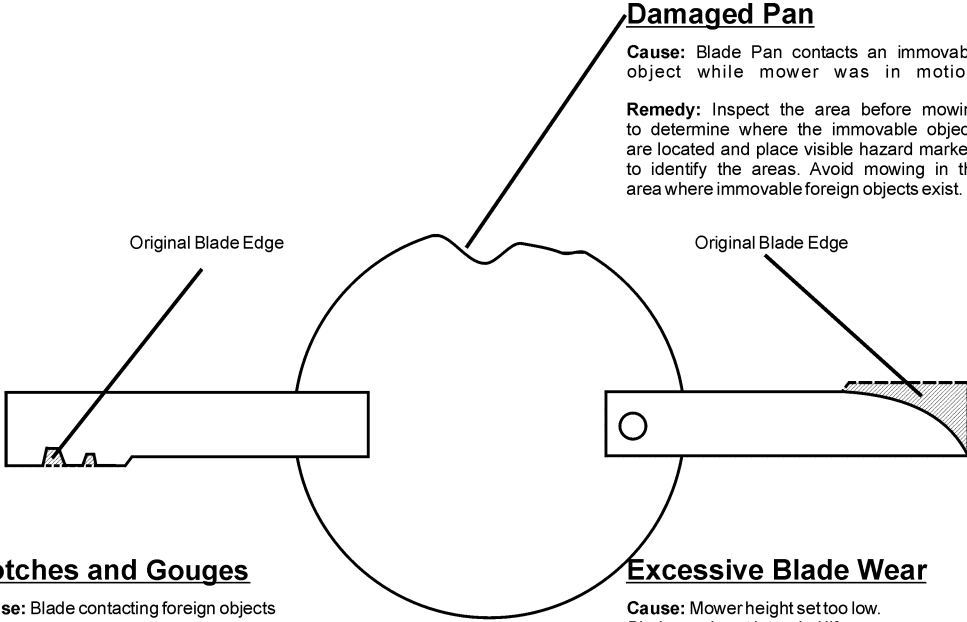 Damaged Pan
Cause: Blade Pan contacts an immovab
object while mower was in motio
Remedy: Inspect the area before mowin
to determine where the immovable objec
are located and place visible hazard marke
to identify the areas. Avoid mowing in th
area where immovable foreign objects exist.
Original Blade Edge
Original Blade Edge
otches and Gouges
se: Blade contacting foreign objects
Excessive Blade Wear
Cause: Mower height set too low.